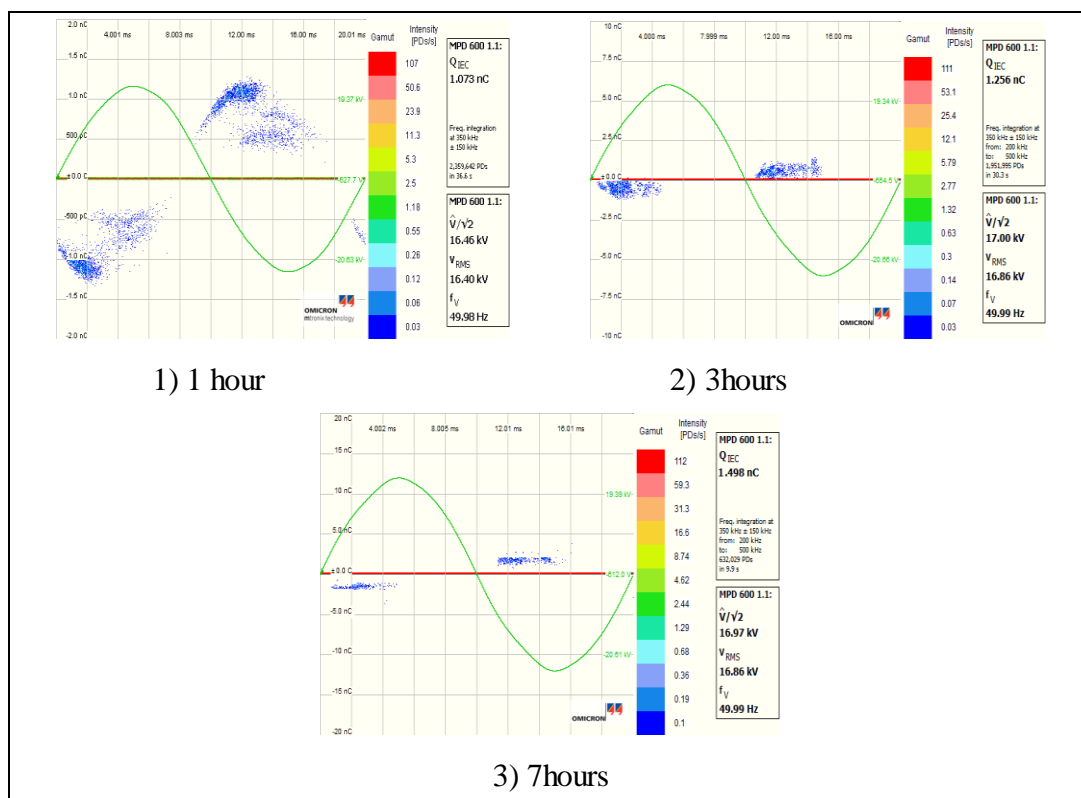 2.0 nC
4.001 ms
8.003 ms
12.00 ms
16.00 ms
20.01 ms
1.5 nC
1.0 nC
19.37 kV
500 pC
±0.0 C
-627.7 V
-500 pC
-1.0 nC
-20.63 kV
-1.5 nC
-2.0 nC
OMICRON
mtronix technology
Gamut
Intensity
[PDs/s]
107
50.6
23.9
11.3
5.3
2.5
1.18
0.55
0.26
0.12
0.06
0.03
MPD 600 1.1:
Q IEC
1.073 nC
Freq. integration
at 350 kHz
± 150 kHz
2,359,642 PDs
in 36.6 s
MPD 600 1.1:
V̂/√2
16.46 kV
V RMS
16.40 kV
f V
49.98 Hz
1) 1 hour
10 nC
4.000 ms
7.999 ms
12.00 ms
16.00 ms
7.5 nC
5.0 nC
19.34 kV
2.5 nC
±0.0 C
-2.5 nC
-5.0 nC
-20.66 kV
-7.5 nC
-10 nC
OMICRON
Gamut
Intensity
[PDs/s]
111
53.1
25.4
12.1
5.79
2.77
1.32
0.63
0.3
0.14
0.07
0.03
MPD 600 1.1:
Q IEC
1.256 nC
Freq. integration at
350 kHz ± 150 kHz
from: 200 kHz
to: 500 kHz
1,951,995 PDs
in 30.3 s
MPD 600 1.1:
V̂/√2
17.00 kV
V RMS
16.86 kV
f V
49.99 Hz
2) 3hours
20 nC
4.002 ms
8.005 ms
12.01 ms
16.01 ms
15 nC
10 nC
19.39 kV
5.0 nC
±0.0 C
-5.0 nC
-10 nC
-20.61 kV
-15 nC
-20 nC
OMICRON
Gamut
Intensity
[PDs/s]
112
59.3
31.3
16.6
8.74
4.62
2.44
1.29
0.68
0.36
0.19
0.1
MPD 600 1.1:
Q IEC
1.498 nC
Freq. integration at
350 kHz ± 150 kHz
from: 200 kHz
to: 500 kHz
632,029 PDs
in 9.9 s
MPD 600 1.1:
V̂/√2
16.97 kV
V RMS
16.86 kV
f V
49.99 Hz
3) 7hours